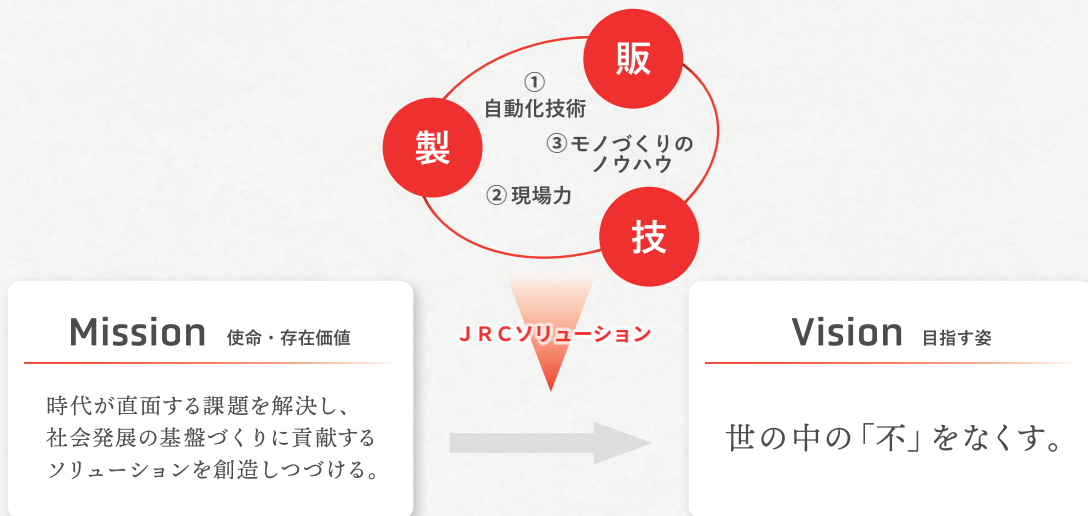 販
①
自動化技術
製
③モノづくりの
ノウハウ
②現場力
技
JRCソリューション
Mission 使命・存在価値
時代が直面する課題を解決し、
社会発展の基盤づくりに貢献する
ソリューションを創造しつづける。
Vision 目指す姿
世の中の「不」をなくす。